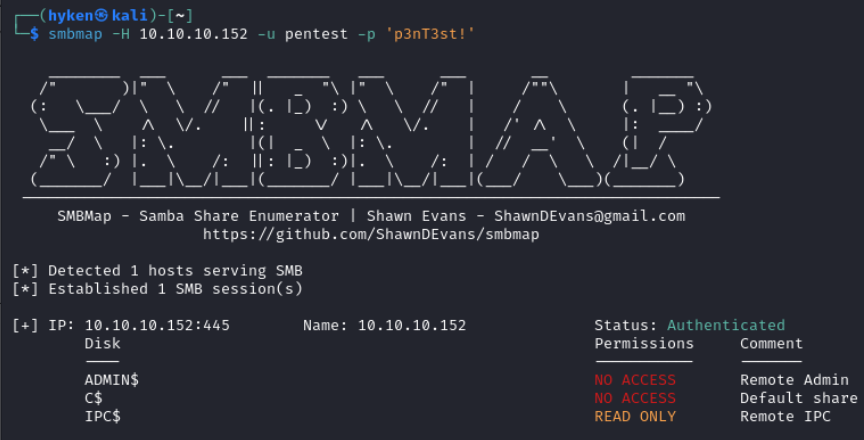 ┌──(hyken㉿kali)-[~]
└─$ smbmap -H 10.10.10.152 -u pentest -p 'p3nT3st!'
SMBMAP
SMBMap - Samba Share Enumerator | Shawn Evans - ShawnDEvans@gmail.com
https://github.com/ShawnDEvans/smbmap
[*] Detected 1 hosts serving SMB
[*] Established 1 SMB session(s)
[+] IP: 10.10.10.152:445 Name: 10.10.10.152 Status: Authenticated
Disk Permissions Comment
---- ----------- -------
ADMIN$ NO ACCESS Remote Admin
C$ NO ACCESS Default share
IPC$ READ ONLY Remote IPC